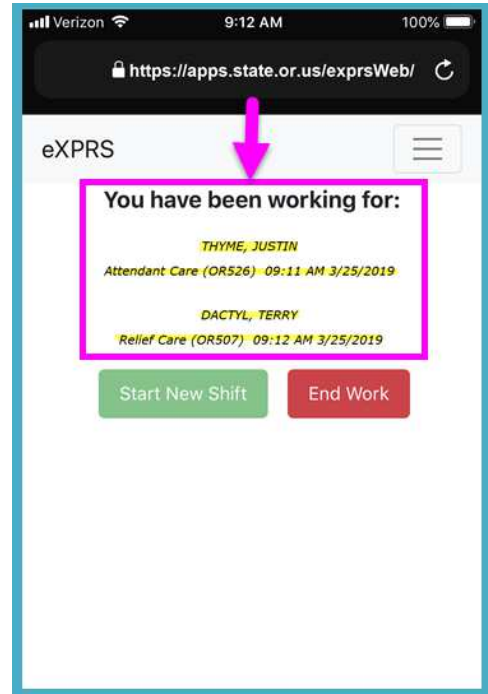 Verizon 9:12 AM 100%
https://apps.state.or.us/exprsWeb/
eXPRS
You have been working for:
THYME, JUSTIN
Attendant Care (OR526) 09:11 AM 3/25/2019
DACTYL, TERRY
Relief Care (OR507) 09:12 AM 3/25/2019
Start New Shift End Work